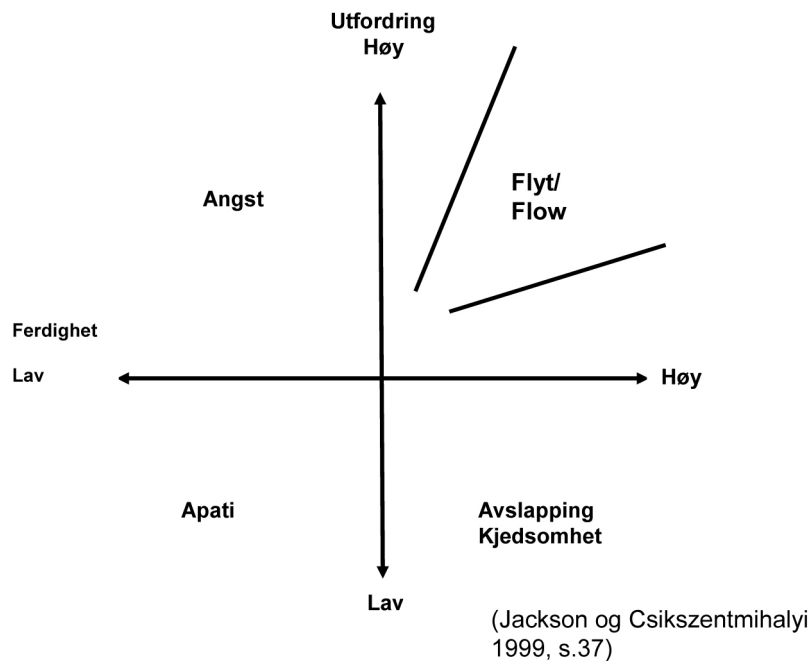 Utfordring
Høy
Angst
Flyt/
Flow
Ferdighet
Lav
Høy
Apati
Avslapping
Kjedsomhet
Lav
(Jackson og Csikszentmihalyi
1999, s.37)